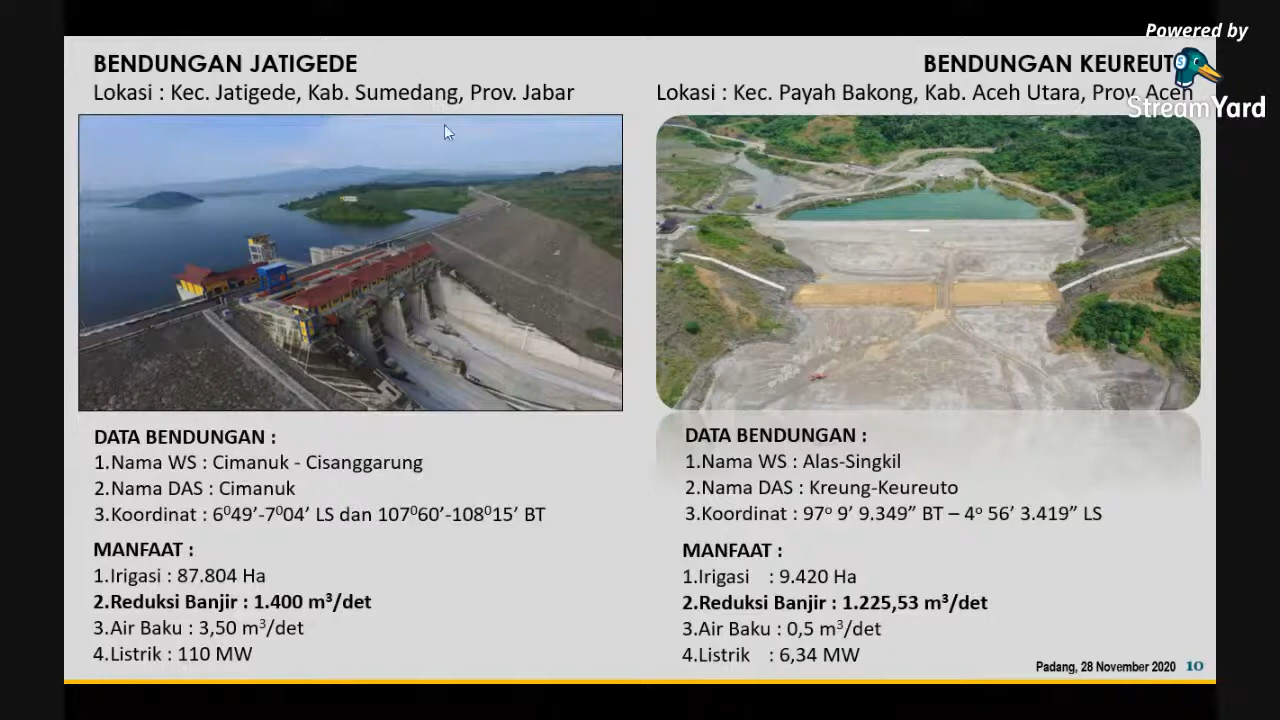 Powered by
StreamYard
BENDUNGAN JATIGEDE
Lokasi : Kec. Jatigede, Kab. Sumedang, Prov. Jabar
DATA BENDUNGAN :
1.Nama WS : Cimanuk - Cisanggarung
2.Nama DAS : Cimanuk
3.Koordinat : 6⁰49’-7⁰04’ LS dan 107⁰60’-108⁰15’ BT
MANFAAT :
1.Irigasi : 87.804 Ha
2.Reduksi Banjir : 1.400 m³/det
3.Air Baku : 3,50 m³/det
4.Listrik : 110 MW
BENDUNGAN KEUREUT
Lokasi : Kec. Payah Bakong, Kab. Aceh Utara, Prov. Aceh
DATA BENDUNGAN :
1.Nama WS : Alas-Singkil
2.Nama DAS : Kreung-Keureuto
3.Koordinat : 97º 9’ 9.349” BT – 4º 56’ 3.419” LS
MANFAAT :
1.Irigasi : 9.420 Ha
2.Reduksi Banjir : 1.225,53 m³/det
3.Air Baku : 0,5 m³/det
4.Listrik : 6,34 MW
Padang, 28 November 2020 10